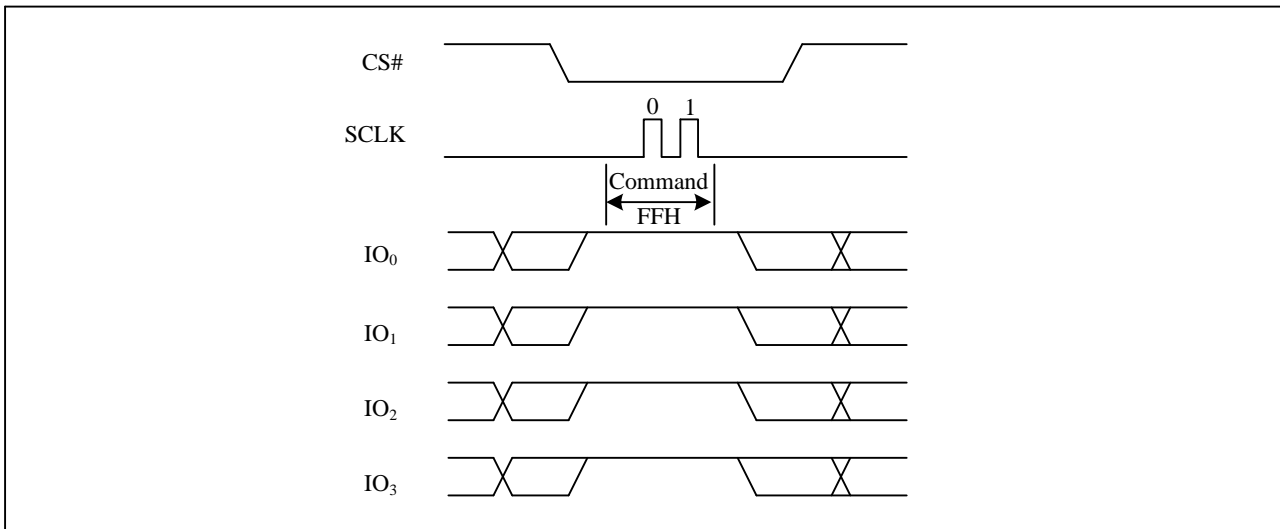 CS#
0 1
SCLK
Command
FFH
IO₀
IO₁
IO₂
IO₃